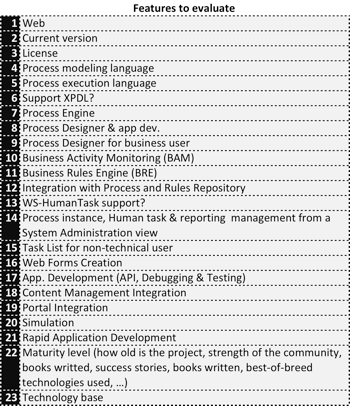 Features to evaluate
1 Web
2 Current version
3 License
4 Process modeling language
5 Process execution language
6 Support XPDL?
7 Process Engine
8 Process Designer & app dev.
9 Process Designer for business user
10 Business Activity Monitoring (BAM)
11 Business Rules Engine (BRE)
12 Integration with Process and Rules Repository
13 WS-HumanTask support?
14 Process instance, Human task & reporting management from a
System Administration view
15 Task List for non-technical user
16 Web Forms Creation
17 App. Development (API, Debugging & Testing)
18 Content Management Integration
19 Portal Integration
20 Simulation
21 Rapid Application Development
22 Maturity level (how old is the project, strength of the community,
books writted, success stories, books written, best-of-breed
technologies used, ...)
23 Technology base